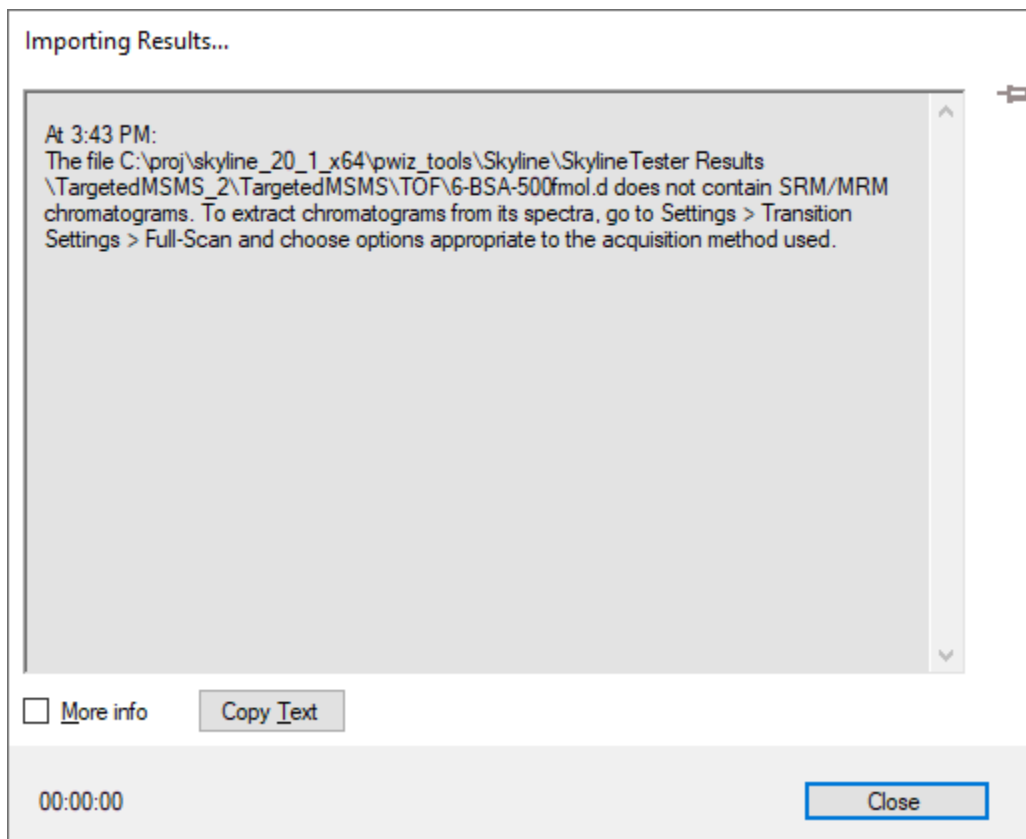 Importing Results...
At 3:43 PM:
The file C:\proj\skyline_20_1_x64\pwiz_tools\Skyline\SkylineTester Results
\TargetedMSMS_2\TargetedMSMS\TOF\6-BSA-500fmol.d does not contain SRM/MRM
chromatograms. To extract chromatograms from its spectra, go to Settings > Transition
Settings > Full-Scan and choose options appropriate to the acquisition method used.
More info
Copy Text
00:00:00
Close